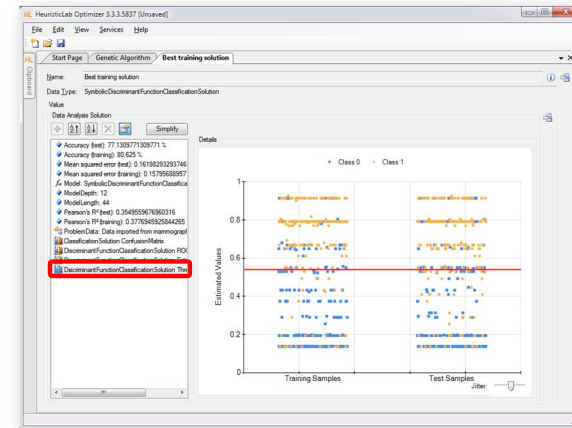 HeuristicLab Optimizer 3.3.3.5837 [Unsaved]
File Edit View Services Help
Start Page Genetic Algorithm Best training solution
Clipboard
Name: Best training solution
Data Type: SymbolicDiscriminantFunctionClassificationSolution
Value
Data Analysis Solution
Simplify
Details
Accuracy (test): 77.1309771309771 %
Accuracy (training): 80.625 %
Mean squared error (test): 0.16198293293746
Mean squared error (training): 0.15795688957
Model: SymbolicDiscriminantFunctionClassifica
ModelDepth: 12
ModelLength: 44
Pearson's R² (test): 0.3549559676960316
Pearson's R² (training): 0.3776945925844265
ProblemData: Data imported from mammograph
ClassificationSolution ConfusionMatrix
DiscriminantFunctionClassificationSolution ROC
DiscriminantFunctionClassificationSolution Thre
Class 0 Class 1
1
0.8
0.6
0.4
0.2
0
Estimated Values
Training Samples Test Samples
Jitter: